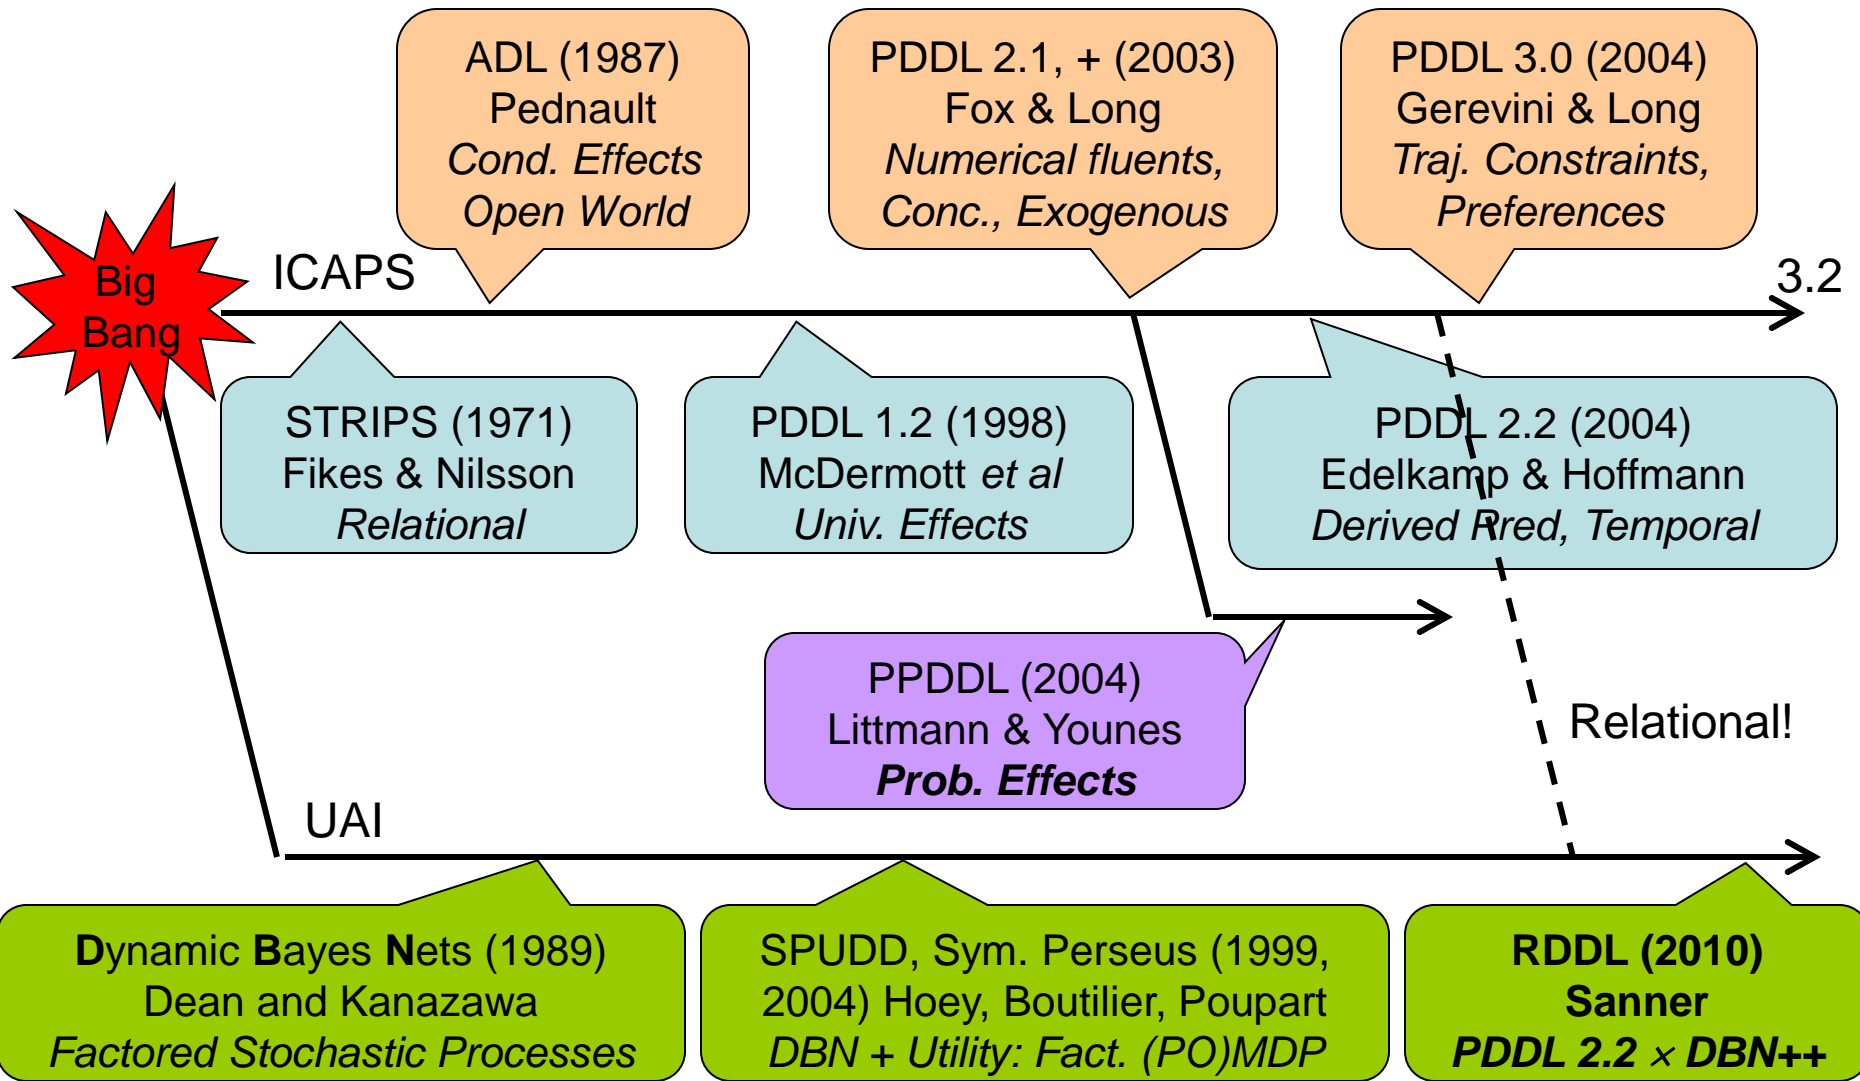 ADL (1987)
Pednault
Cond. Effects
Open World
PDDL 2.1, + (2003)
Fox & Long
Numerical fluents,
Conc., Exogenous
PDDL 3.0 (2004)
Gerevini & Long
Traj. Constraints,
Preferences
Big
Bang
ICAPS
3.2
STRIPS (1971)
Fikes & Nilsson
Relational
PDDL 1.2 (1998)
McDermott et al
Univ. Effects
PDDL 2.2 (2004)
Edelkamp & Hoffmann
Derived Pred, Temporal
PPDDL (2004)
Littmann & Younes
Prob. Effects
Relational!
UAI
Dynamic Bayes Nets (1989)
Dean and Kanazawa
Factored Stochastic Processes
SPUDD, Sym. Perseus (1999,
2004) Hoey, Boutilier, Poupart
DBN + Utility: Fact. (PO)MDP
RDDL (2010)
Sanner
PDDL 2.2 × DBN++